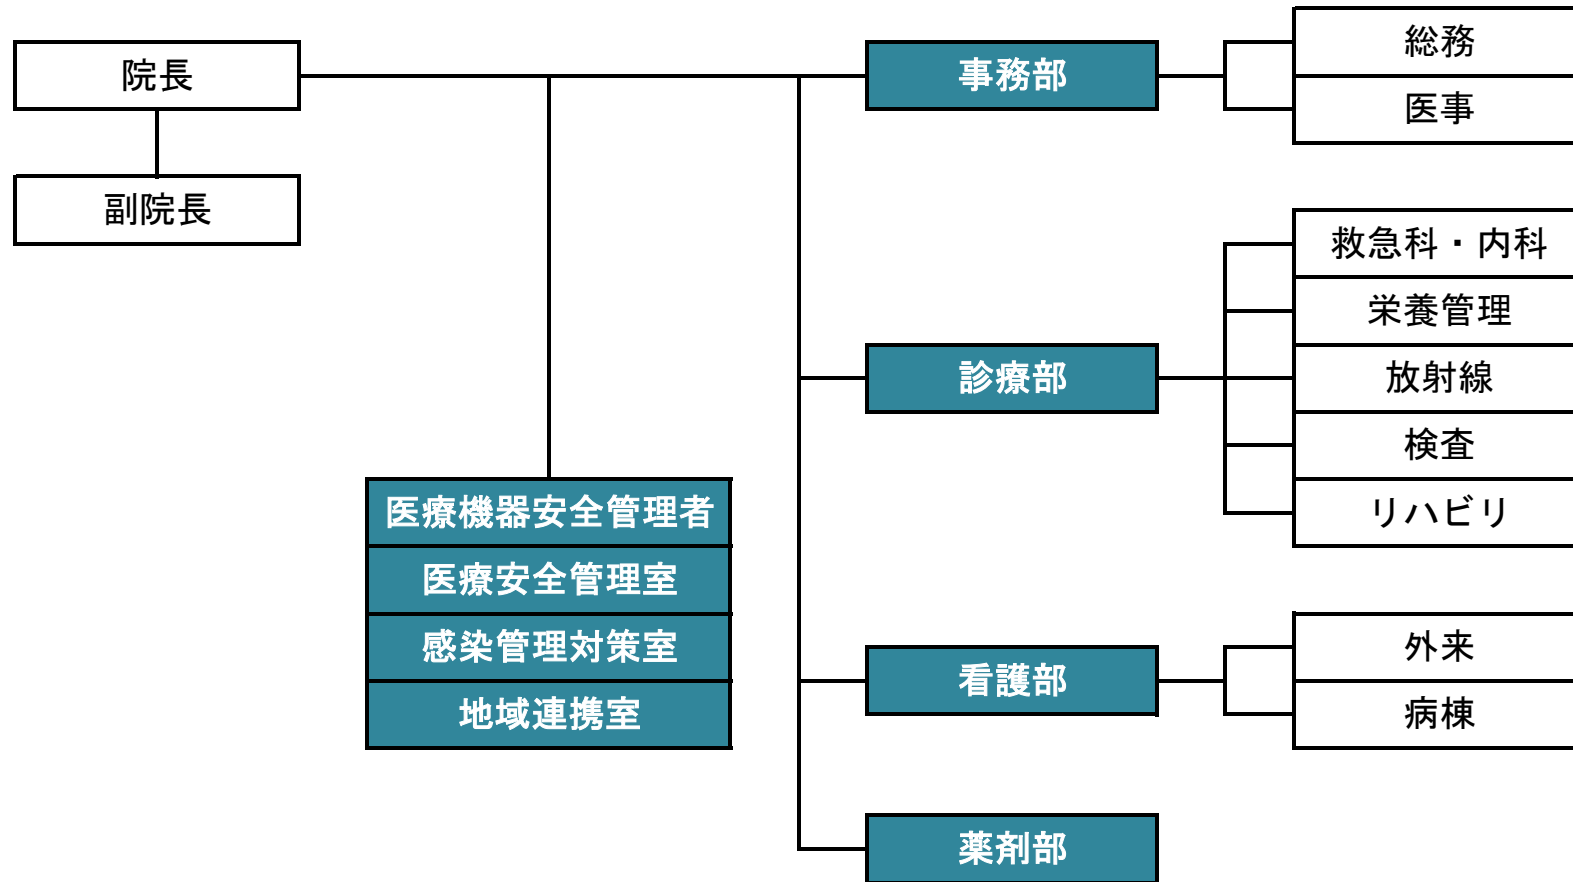 院長
副院長
医療機器安全管理者
医療安全管理室
感染管理対策室
地域連携室
事務部
総務
医事
診療部
救急科・内科
栄養管理
放射線
検査
リハビリ
看護部
外来
病棟
薬剤部